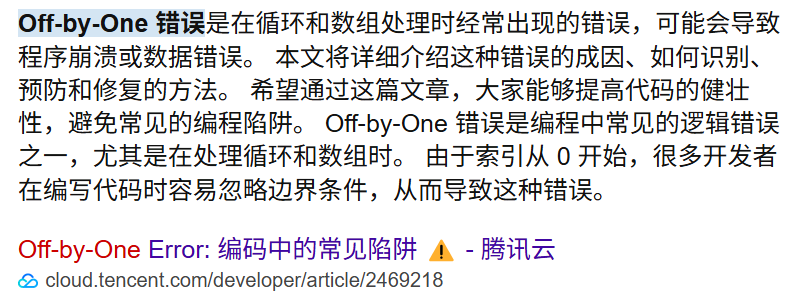 Off-by-One 错误是在循环和数组处理时经常出现的错误，可能会导致
程序崩溃或数据错误。 本文将详细介绍这种错误的成因、如何识别、
预防和修复的方法。 希望通过这篇文章，大家能够提高代码的健壮
性，避免常见的编程陷阱。 Off-by-One 错误是编程中常见的逻辑错误
之一，尤其是在处理循环和数组时。 由于索引从 0 开始，很多开发者
在编写代码时容易忽略边界条件，从而导致这种错误。
Off-by-One Error: 编码中的常见陷阱 ⚠️ - 腾讯云
cloud.tencent.com/developer/article/2469218